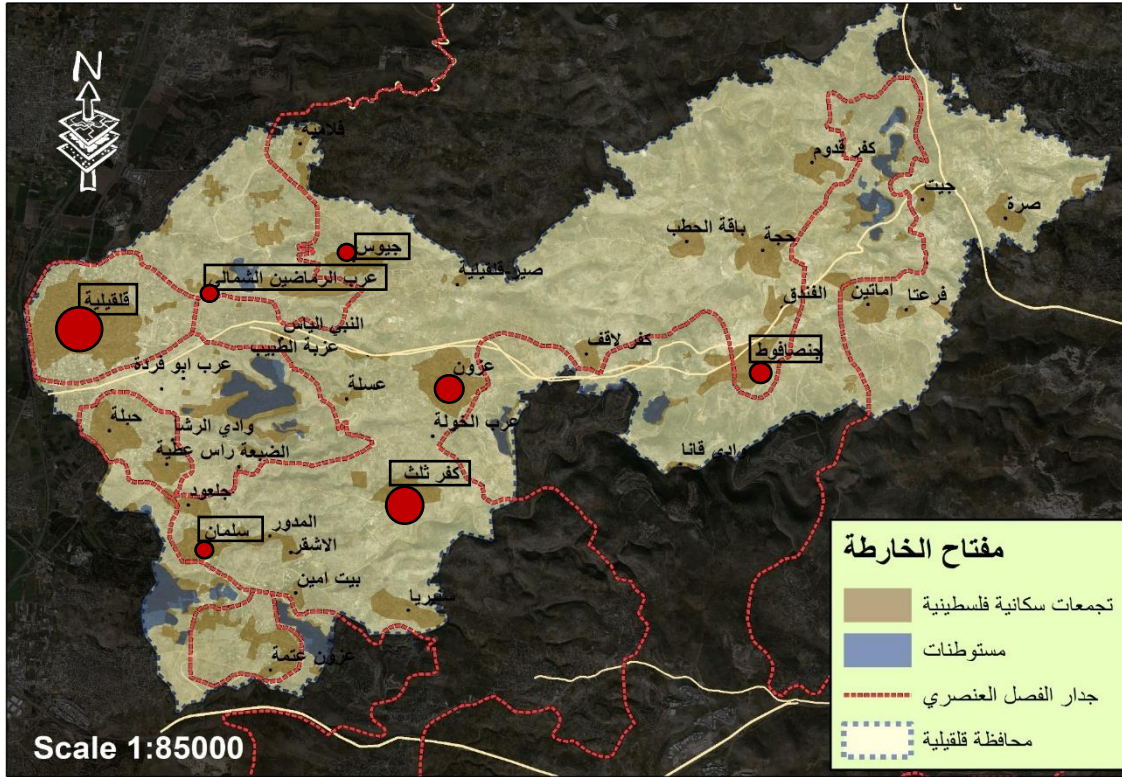 N
فلامية
كفر قدوم
جيت
صرة
باقة الحطب
حجة
جيوس
صير-قلقيلية
عرب الرماضين الشمالي
قلقيلية
الفندق
اماتين
فرعتا
النبي الياس
عزبة الطبيب
كفر لاقف
جنصافوط
عزون
عرب ابو فردة
عسلة
حبلة
وادي الرشا
عرب الخولة
الضبعة
راس عطية
وادي قانا
كفر ثلث
جلعود
المدور
سلمان
الاشقر
بيت امين
سنيريا
عزون عتمة
مفتاح الخارطة
تجمعات سكانية فلسطينية
مستوطنات
جدار الفصل العنصري
محافظة قلقيلية
Scale 1:85000